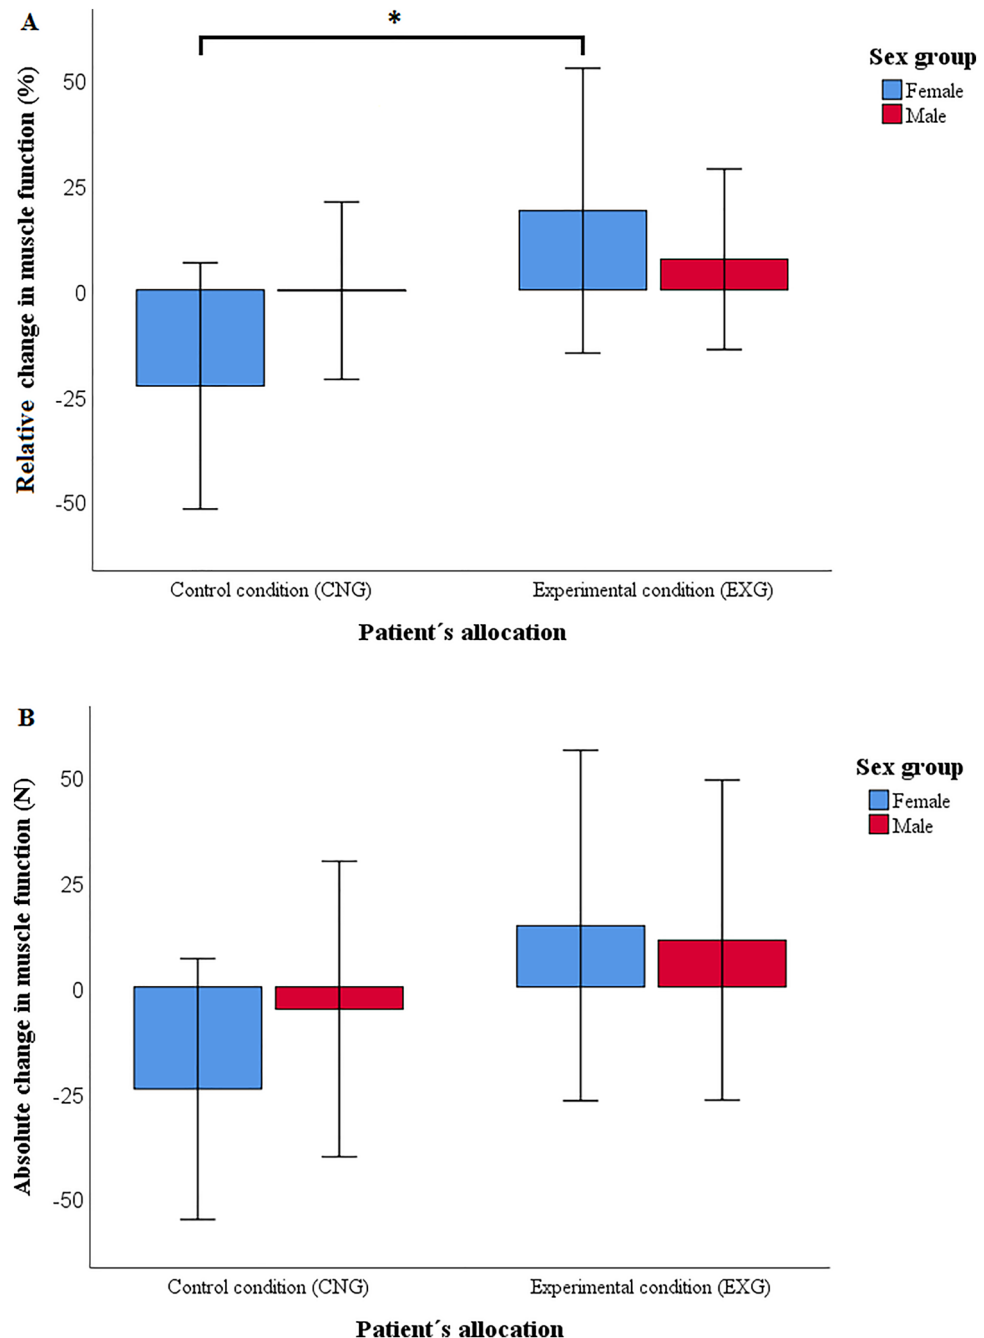 A
*
Sex group
Female
Male
Relative change in muscle function (%)
50
25
0
-25
-50
Control condition (CNG)
Experimental condition (EXG)
Patient´s allocation
B
Sex group
Female
Male
Absolute change in muscle function (N)
50
25
0
-25
-50
Control condition (CNG)
Experimental condition (EXG)
Patient´s allocation